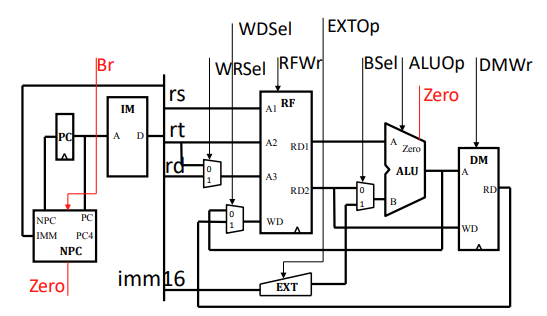 WDSel
EXTOp
Br
WRSel
RFWr
BSel
ALUOp
DMWr
rs
IM
RF
Zero
A1
PC
A
D
rt
A2
RD1
A
Zero
DM
rd
0
1
A3
ALU
A
RD2
0
1
B
RD
NPC
PC
0
1
WD
WD
IMM
PC4
NPC
Zero
imm16
EXT